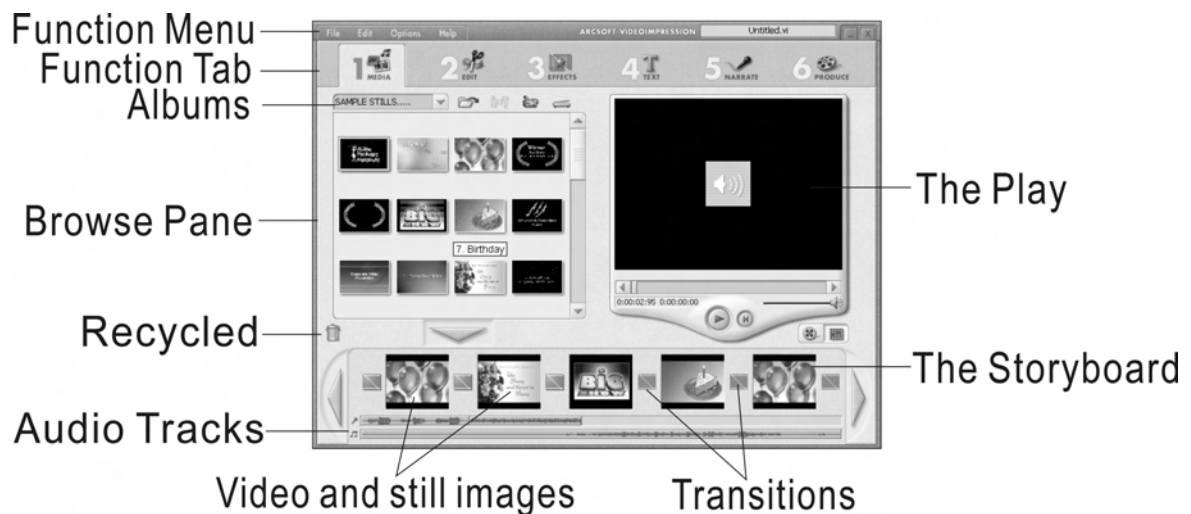 Function Menu
File Edit Options Help
ARCSOFT VIDEOIMPRESSION
Untitled.vi
Function Tab
1 MEDIA
2 EDIT
3 EFFECTS
4 TEXT
5 NARRATE
6 PRODUCE
Albums
SAMPLE STILLS.....
Browse Pane
BIG
7. Birthday
The Play
0:00:02:95 0:00:00:00
Recycled
BIG
The Storyboard
Audio Tracks
Video and still images
Transitions